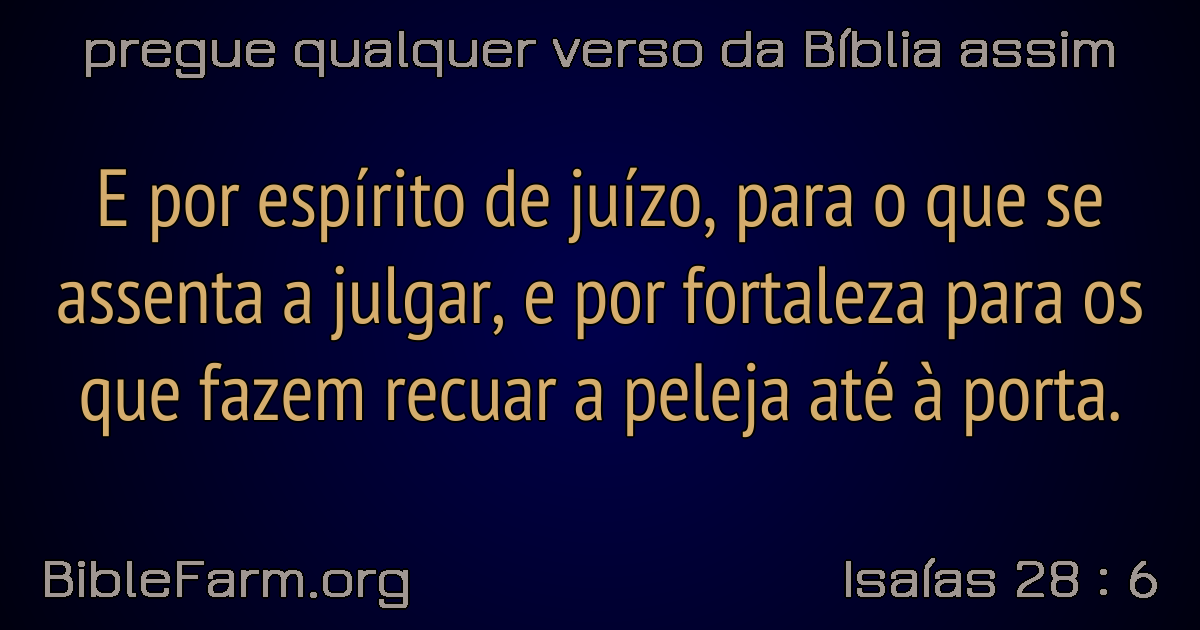 pregue qualquer verso da Bíblia assim
E por espírito de juízo, para o que se
assenta a julgar, e por fortaleza para os
que fazem recuar a peleja até à porta.
BibleFarm.org
Isaías 28 : 6